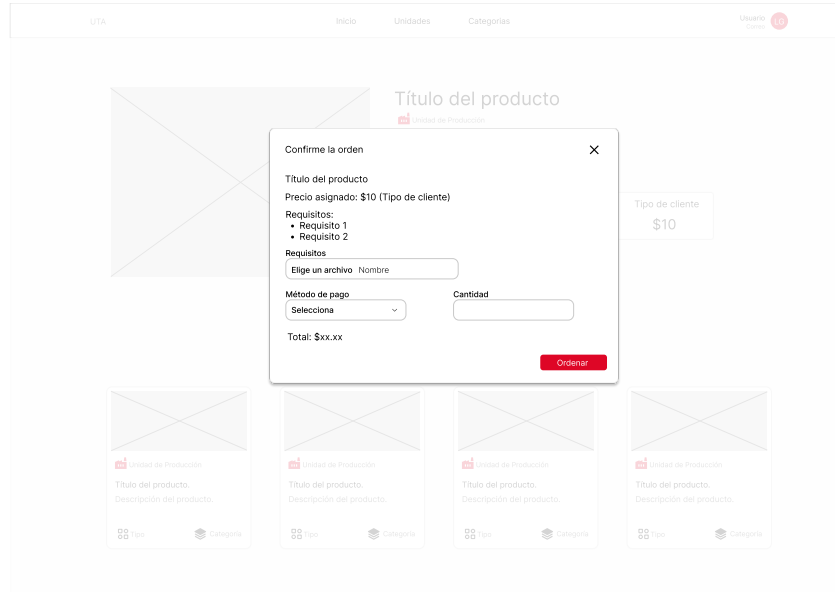 UTA
Inicio
Unidades
Categorías
Usuario
LG
Título del producto
Unidad de Producción
Confirme la orden
Título del producto
Precio asignado: $10 (Tipo de cliente)
Requisitos:
Requisito 1
Requisito 2
Requisitos
Elige un archivo Nombre
Método de pago
Cantidad
Selecciona
Total: $xx.xx
Ordenar
Tipo de cliente
$10
Unidad de Producción
Título del producto.
Descripción del producto.
Tipo
Categoría
Unidad de Producción
Título del producto.
Descripción del producto.
Tipo
Categoría
Unidad de Producción
Título del producto.
Descripción del producto.
Tipo
Categoría
Unidad de Producción
Título del producto.
Descripción del producto.
Tipo
Categoría